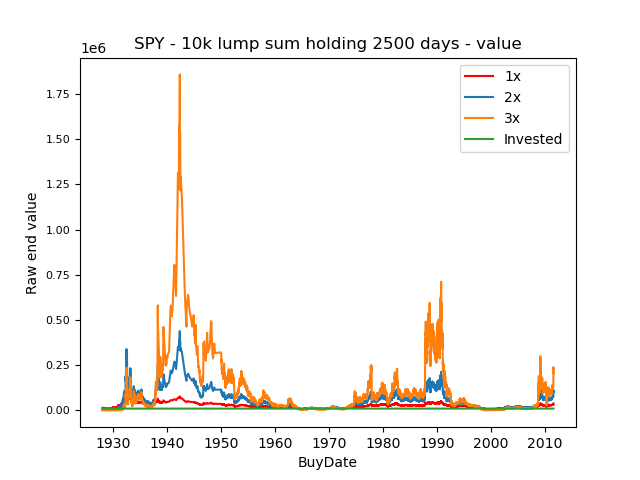 SPY - 10k lump sum holding 2500 days - value
1e6
1x
2x
3x
Invested
1.75
1.50
1.25
1.00
0.75
0.50
0.25
0.00
Raw end value
1930 1940 1950 1960 1970 1980 1990 2000 2010
BuyDate